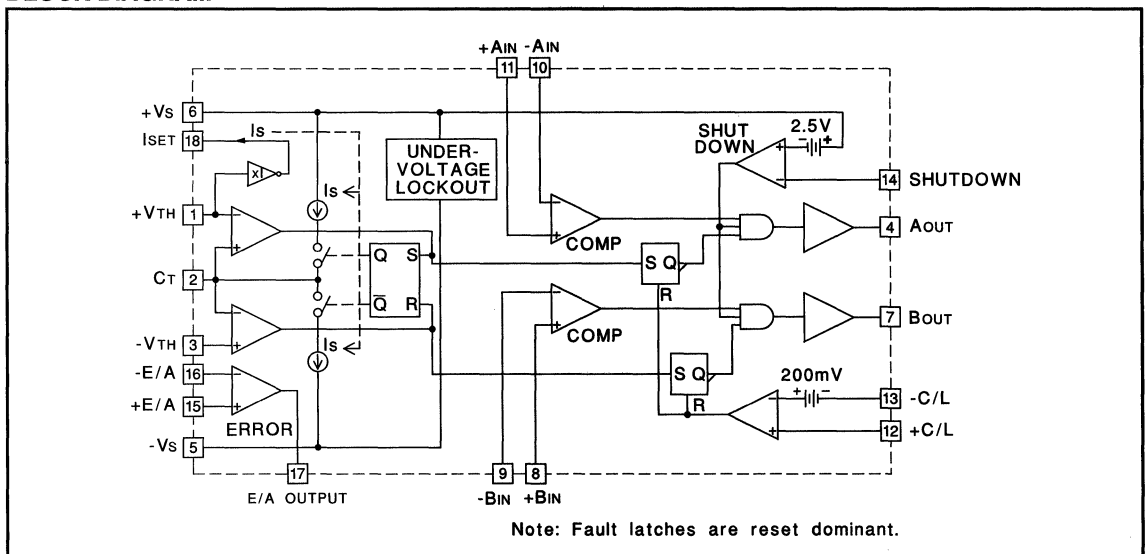 +AIN -AIN
11 10
+VS 6
ISET 18
IS
2.5V
- +
SHUT
DOWN
UNDER-
VOLTAGE
LOCKOUT
+
-
14 SHUTDOWN
x1
IS
+VTH 1
-
+
-
+
COMP
4 AOUT
CT 2
Q S
Q̅ R
S Q
R
-
+
COMP
7 BOUT
-VTH 3
-
+
IS
S Q
R
200mV
+ -
-E/A 16
+E/A 15
-
+
ERROR
-
+
13 -C/L
12 +C/L
-VS 5
17
E/A OUTPUT
9 8
-BIN +BIN
Note: Fault latches are reset dominant.